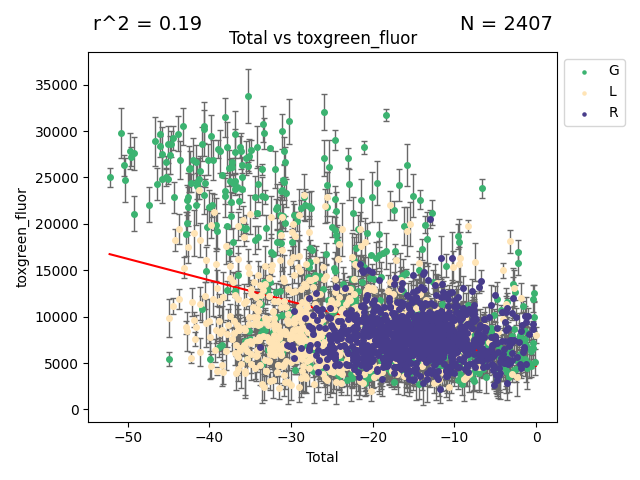 r^2 = 0.19
N = 2407
Total vs toxgreen_fluor
G
L
R
35000
30000
25000
20000
15000
10000
5000
0
toxgreen_fluor
−50
−40
−30
−20
−10
0
Total